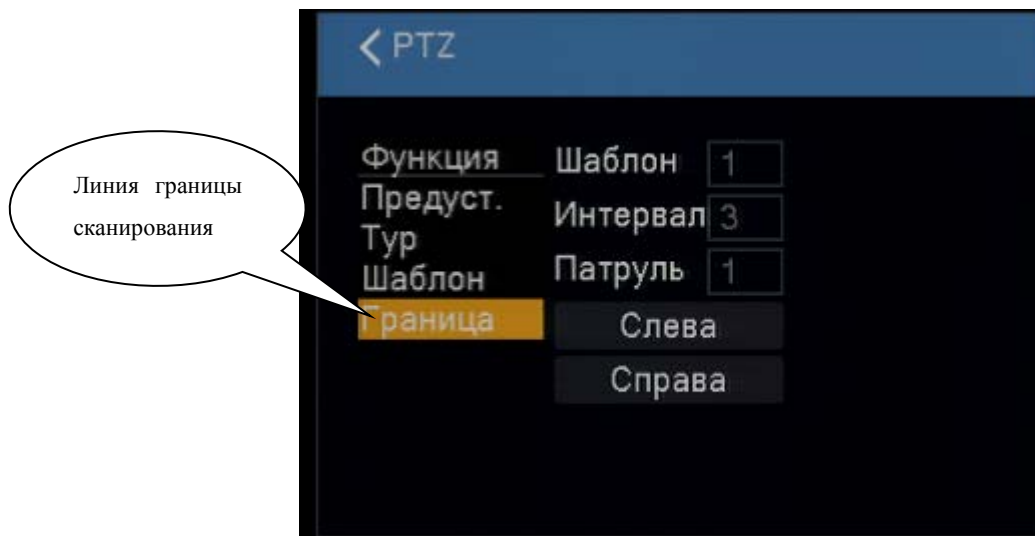 PTZ
Линия границы
сканирования
Функция
Предуст.
Тур
Шаблон
Граница
Шаблон 1
Интервал 3
Патруль 1
Слева
Справа